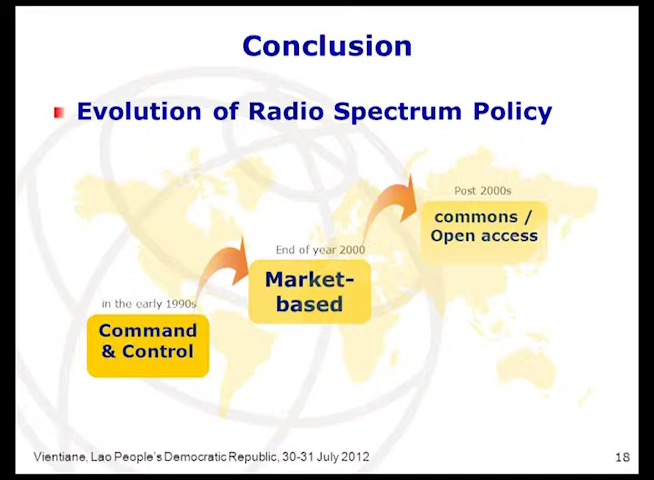 Conclusion
Evolution of Radio Spectrum Policy
Post 2000s
commons /
Open access
End of year 2000
Market-
based
in the early 1990s
Command
& Control
Vientiane, Lao People's Democratic Republic, 30-31 July 2012
18